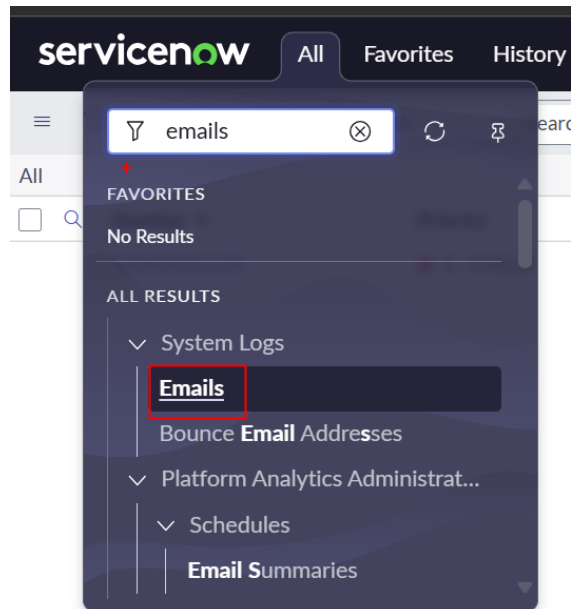 servicenow All Favorites History
emails
earc
All
FAVORITES
No Results
ALL RESULTS
System Logs
Emails
Bounce Email Addresses
Platform Analytics Administrat...
Schedules
Email Summaries